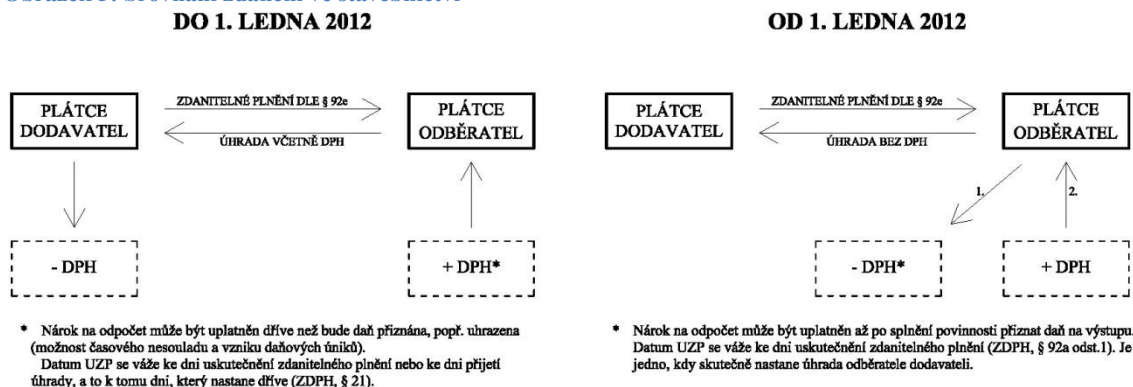 DO 1. LEDNA 2012
PLÁTCE
DODAVATEL
ZDANITELNÉ PLNĚNÍ DLE § 92e
ÚHRADA VČETNĚ DPH
PLÁTCE
ODBĚRATEL
- DPH
+ DPH*
* Nárok na odpočet může být uplatněn dříve než bude daň přiznána, popř. uhrazena
(možnost časového nesouladu a vzniku daňových úniků).
Datum UZP se váže ke dni uskutečnění zdanitelného plnění nebo ke dni přijetí
úhrady, a to k tomu dni, který nastane dříve (ZDPH, § 21).
OD 1. LEDNA 2012
PLÁTCE
DODAVATEL
ZDANITELNÉ PLNĚNÍ DLE § 92e
ÚHRADA BEZ DPH
PLÁTCE
ODBĚRATEL
1.
2.
- DPH*
+ DPH
* Nárok na odpočet může být uplatněn až po splnění povinnosti přiznat daň na výstupu.
Datum UZP se váže ke dni uskutečnění zdanitelného plnění (ZDPH, § 92a odst.1). Je
jedno, kdy skutečně nastane úhrada odběratele dodavateli.